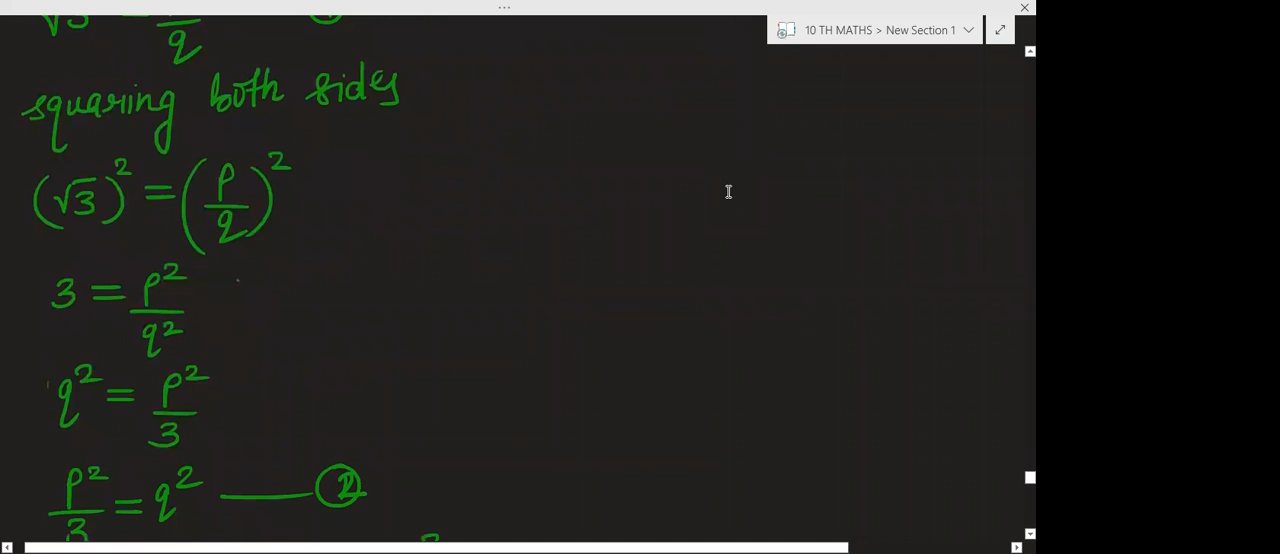 10 TH MATHS > New Section 1
√3 = p/q
squaring both sides
(√3)² = (p/q)²
3 = p²/q²
q² = p²/3
p²/3 = q² —— ②